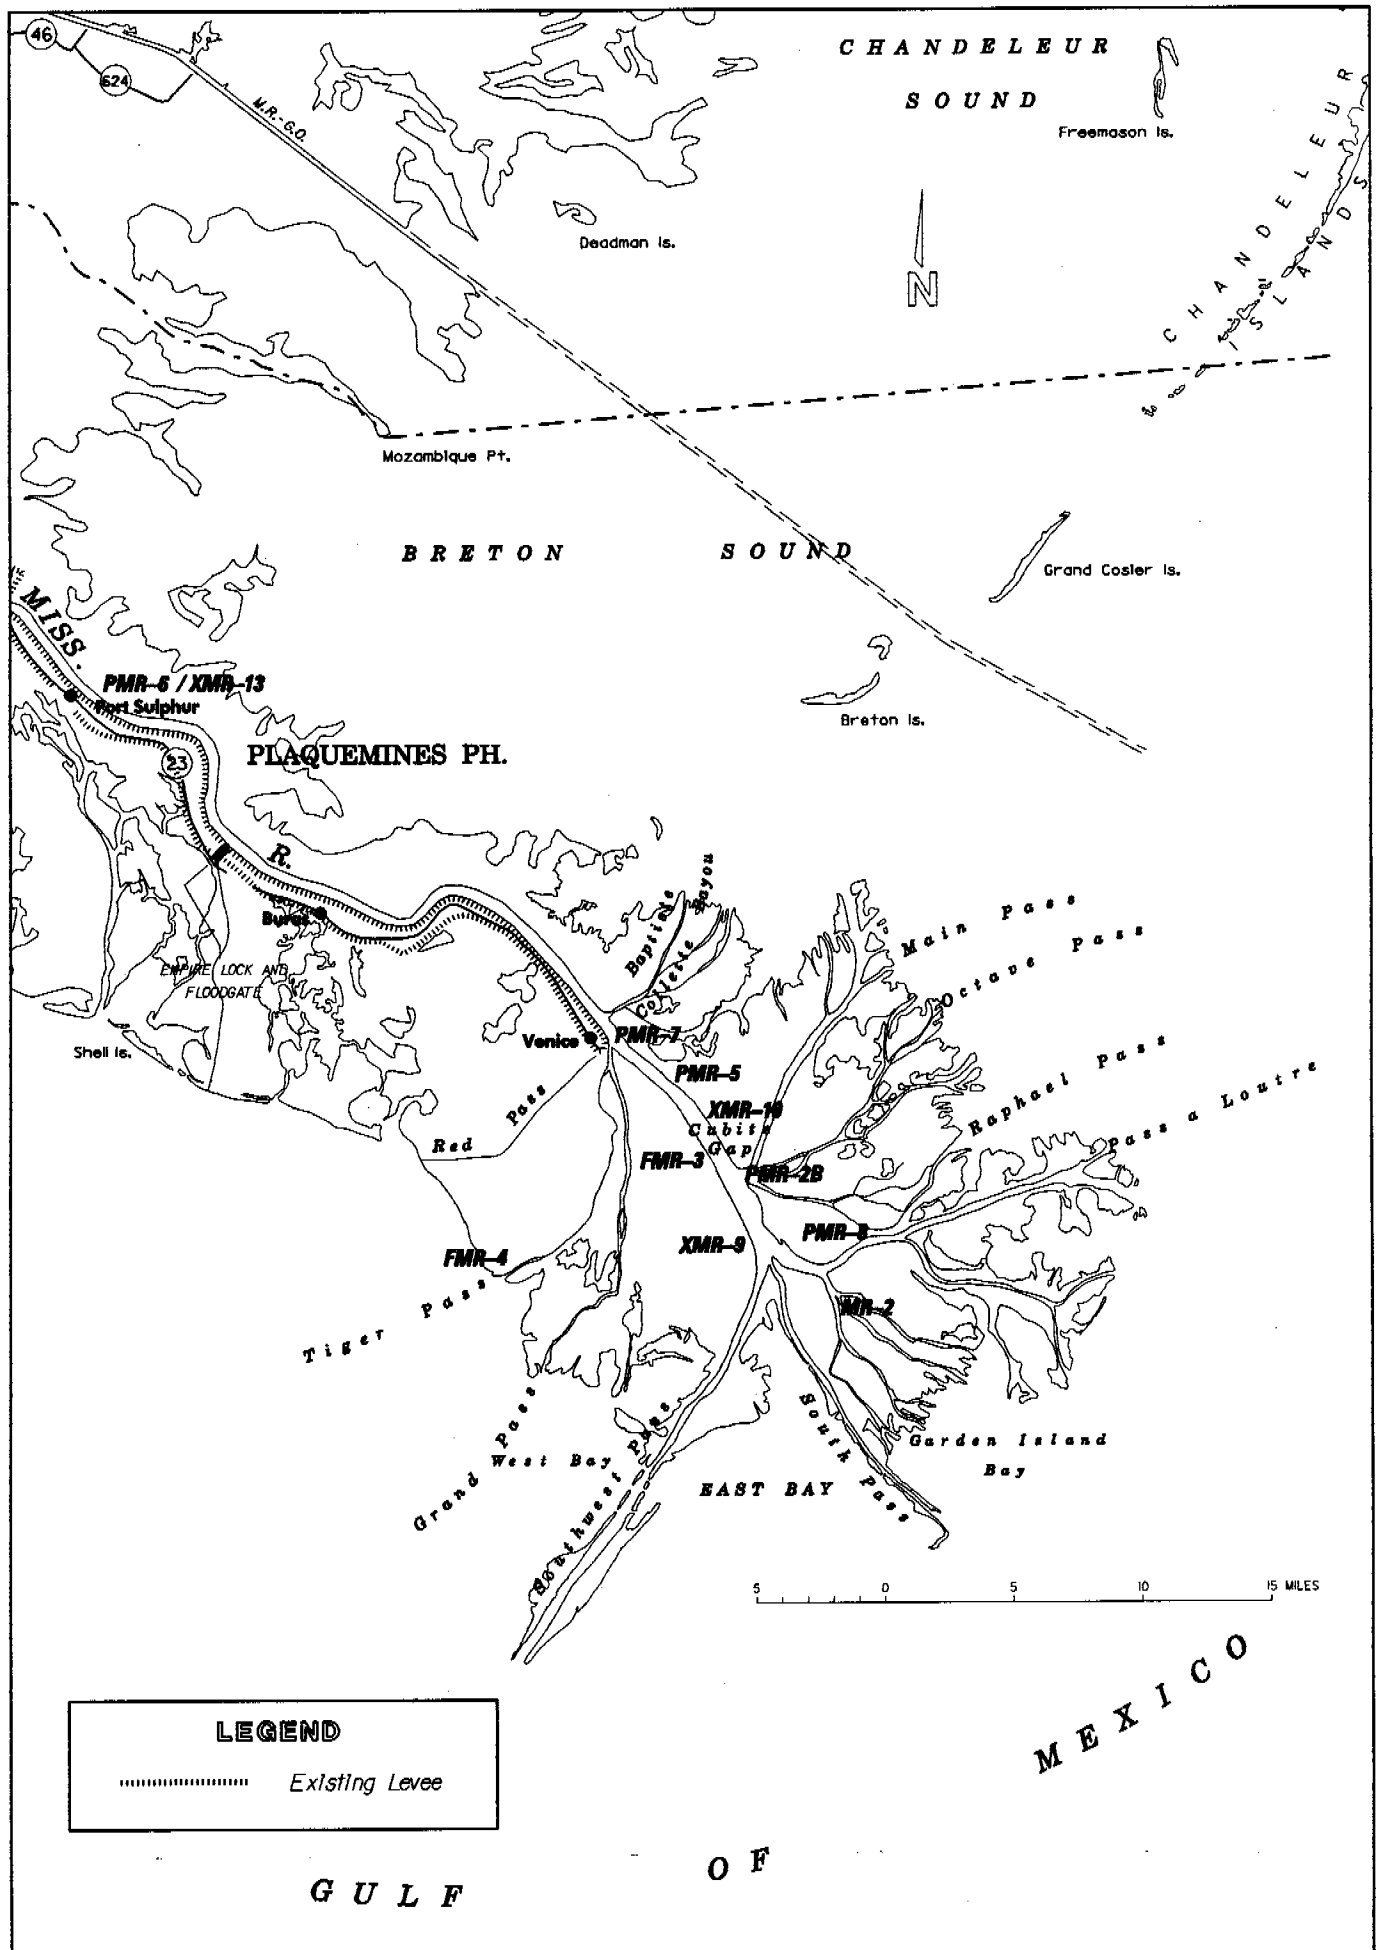 46
624
M.R.-G.O.
CHANDELEUR
SOUND
Freemason Is.
CHANDELEUR
ISLANDS
Deadman Is.
N
Mozambique Pt.
BRETON SOUND
Grand Cosier Is.
Breton Is.
MISS.
PMR-6 / XMR-13
Port Sulphur
23
PLAQUEMINES PH.
R.
Buras
EMPIRE LOCK AND
FLOODGATE
Shell Is.
Baptiste
Collette
Bayou
Main Pass
Octave Pass
Raphael Pass
Pass a Loutre
Venice
PMR-7
PMR-5
XMR-10
Cubits
Gap
Red Pass
FMR-3
PMR-2B
PMR-8
XMR-9
FMR-4
MR-2
Tiger Pass
Grand Pass
West Bay
Southwest Pass
South Pass
EAST BAY
Garden Island
Bay
5 0 5 10 15 MILES
LEGEND
Existing Levee
GULF OF MEXICO